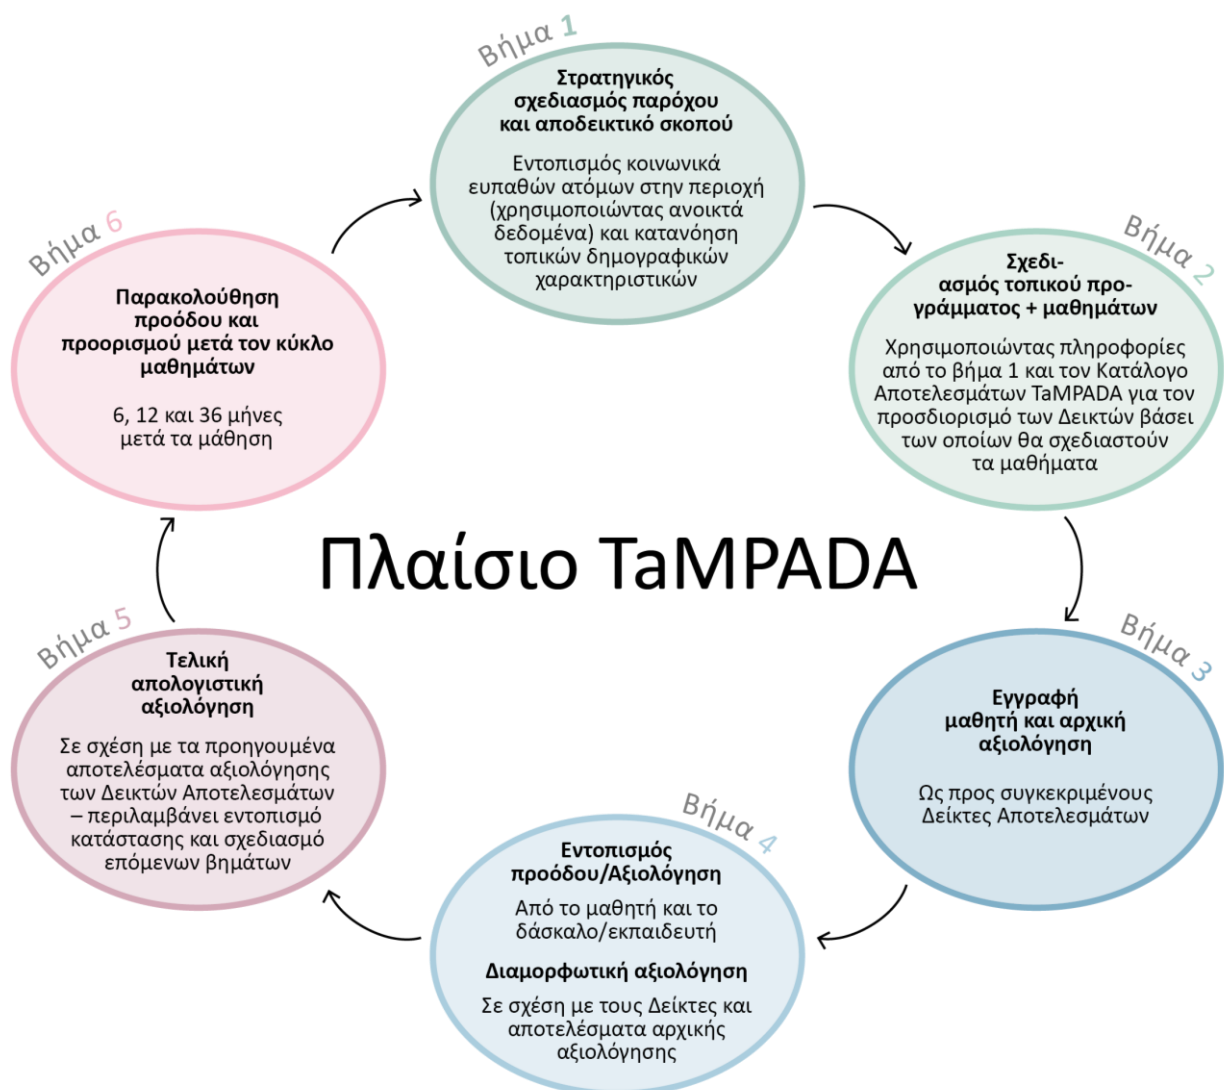 Βήμα 1
Στρατηγικός
σχεδιασμός παρόχου
και αποδεικτικό σκοπού
Εντοπισμός κοινωνικά
ευπαθών ατόμων στην περιοχή
(χρησιμοποιώντας ανοικτά
δεδομένα) και κατανόηση
τοπικών δημογραφικών
χαρακτηριστικών
Βήμα 2
Σχεδι-
ασμός τοπικού προ-
γράμματος + μαθημάτων
Χρησιμοποιώντας πληροφορίες
από το βήμα 1 και τον Κατάλογο
Αποτελεσμάτων TaMPADA για τον
προσδιορισμό των Δεικτών βάσει
των οποίων θα σχεδιαστούν
τα μαθήματα
Βήμα 3
Εγγραφή
μαθητή και αρχική
αξιολόγηση
Ως προς συγκεκριμένους
Δείκτες Αποτελεσμάτων
Βήμα 4
Εντοπισμός
προόδου/Αξιολόγηση
Από το μαθητή και το
δάσκαλο/εκπαιδευτή
Διαμορφωτική αξιολόγηση
Σε σχέση με τους Δείκτες και
αποτελέσματα αρχικής
αξιολόγησης
Βήμα 5
Τελική
απολογιστική
αξιολόγηση
Σε σχέση με τα προηγουμένα
αποτελέσματα αξιολόγησης
των Δεικτών Αποτελεσμάτων
– περιλαμβάνει εντοπισμό
κατάστασης και σχεδιασμό
επόμενων βημάτων
Βήμα 6
Παρακολούθηση
προόδου και
προορισμού μετά τον κύκλο
μαθημάτων
6, 12 και 36 μήνες
μετά τα μάθηση
Πλαίσιο TaMPADA